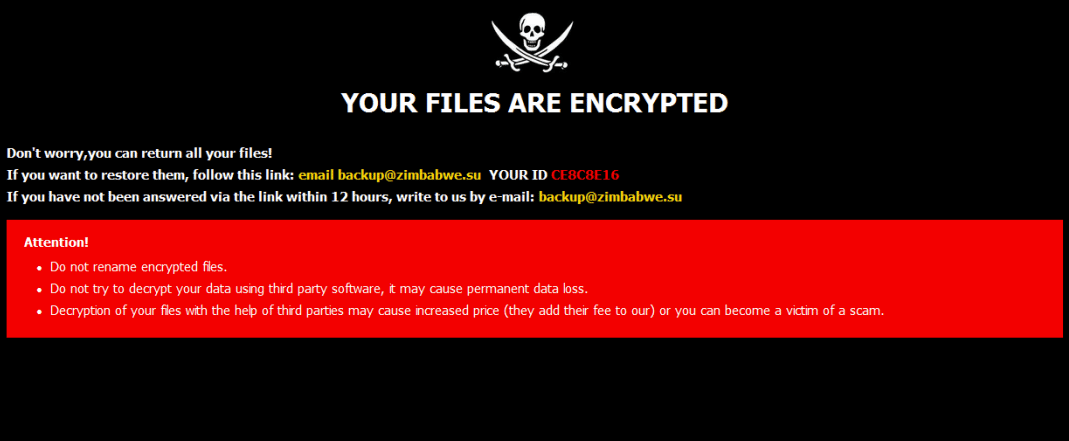 YOUR FILES ARE ENCRYPTED
Don't worry,you can return all your files!
If you want to restore them, follow this link: email backup@zimbabwe.su YOUR ID CE8C8E16
If you have not been answered via the link within 12 hours, write to us by e-mail: backup@zimbabwe.su
Attention!
• Do not rename encrypted files.
• Do not try to decrypt your data using third party software, it may cause permanent data loss.
• Decryption of your files with the help of third parties may cause increased price (they add their fee to our) or you can become a victim of a scam.